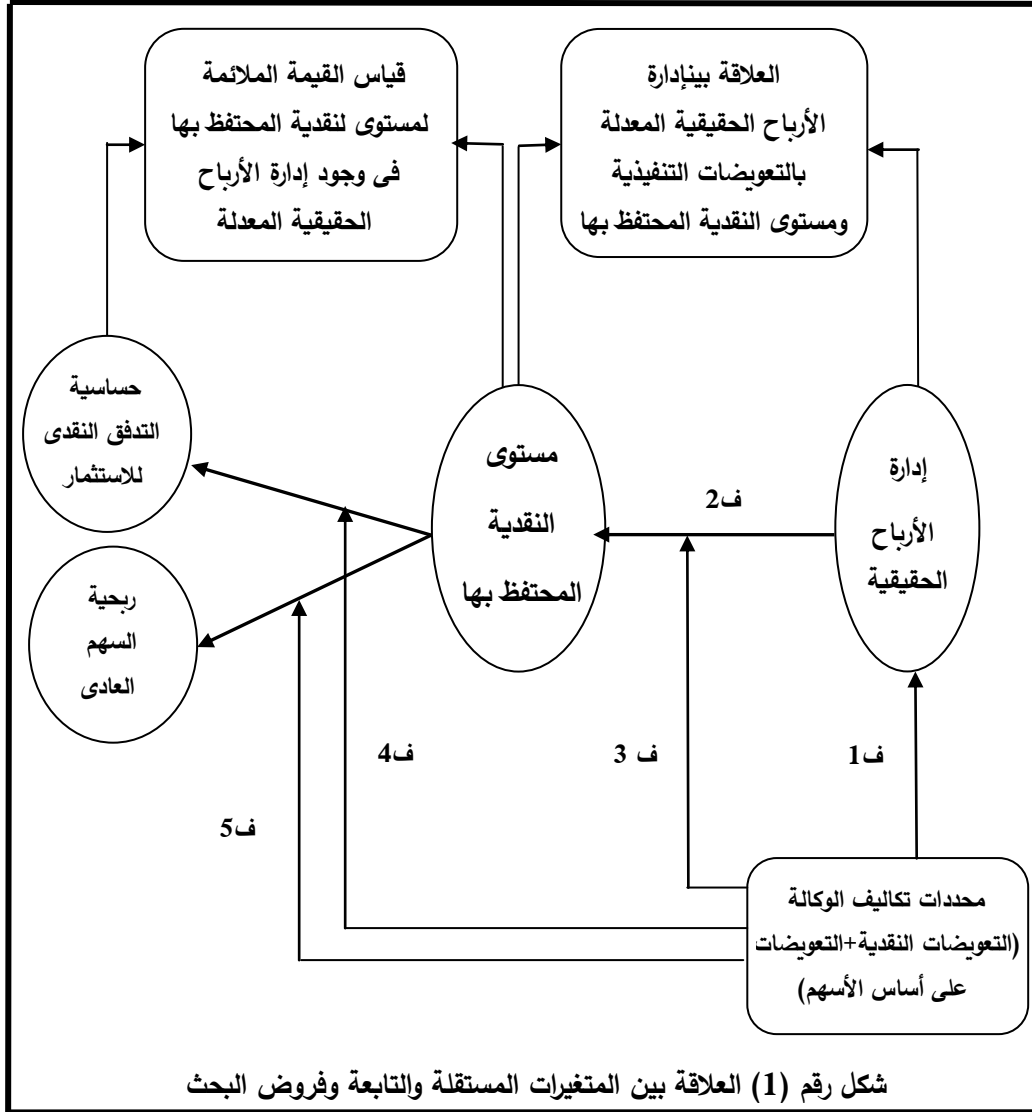 العلاقة بينإدارة
الأرباح الحقيقية المعدلة
بالتعويضات التنفيذية
ومستوى النقدية المحتفظ بها
قياس القيمة الملائمة
لمستوى لنقدية المحتفظ بها
فى وجود إدارة الأرباح
الحقيقية المعدلة
إدارة
الأرباح
الحقيقية
ف2
مستوى
النقدية
المحتفظ بها
حساسية
التدفق النقدى
للاستثمار
ربحية
السهم
العادى
ف1
ف 3
ف4
ف5
محددات تكاليف الوكالة
(التعويضات النقدية+التعويضات
على أساس الأسهم)
شكل رقم (1) العلاقة بين المتغيرات المستقلة والتابعة وفروض البحث